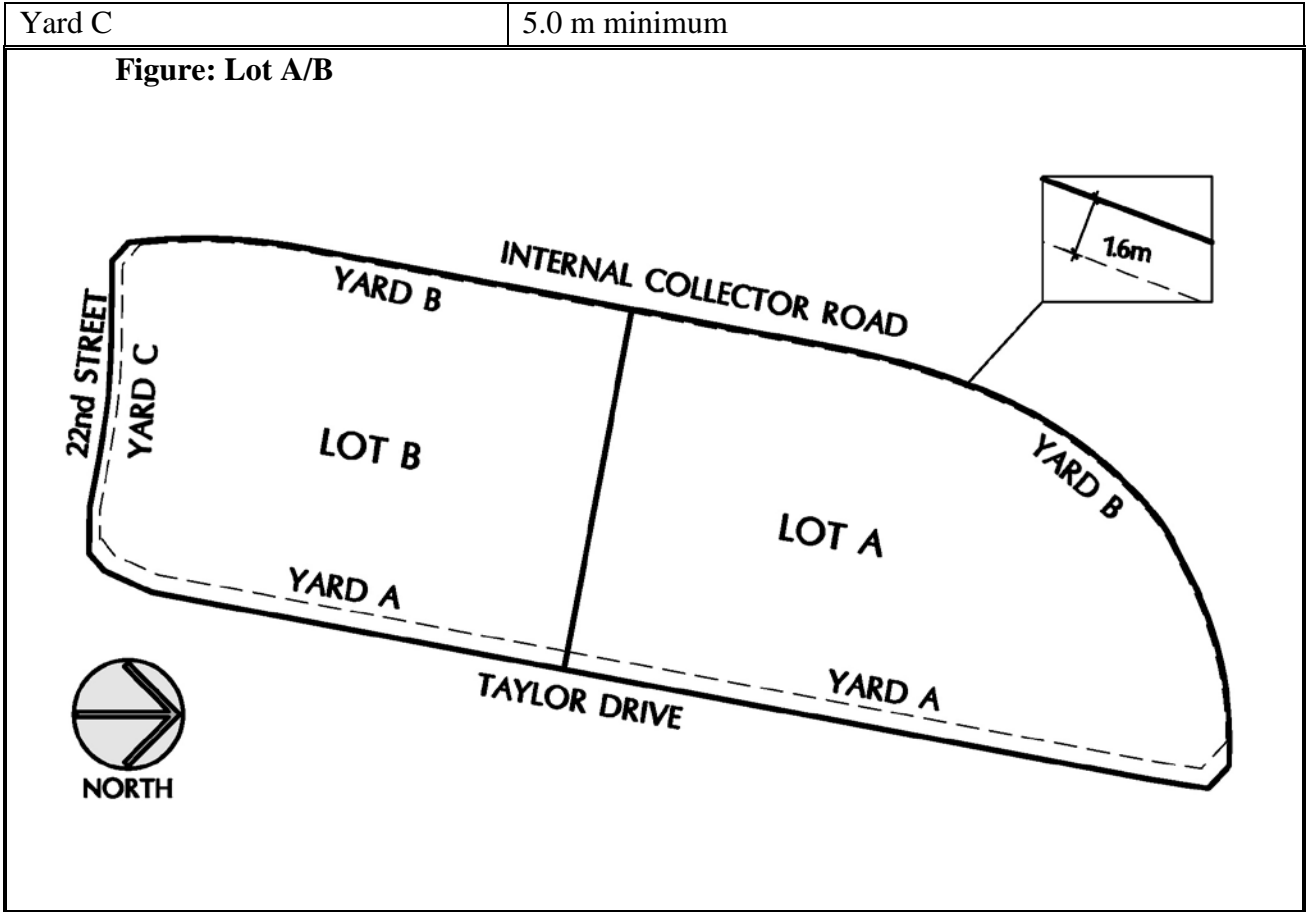 Yard C 5.0 m minimum
Figure: Lot A/B
1.6m
INTERNAL COLLECTOR ROAD
YARD B
22nd STREET
YARD C
LOT B
YARD B
LOT A
YARD A
YARD A
TAYLOR DRIVE
NORTH